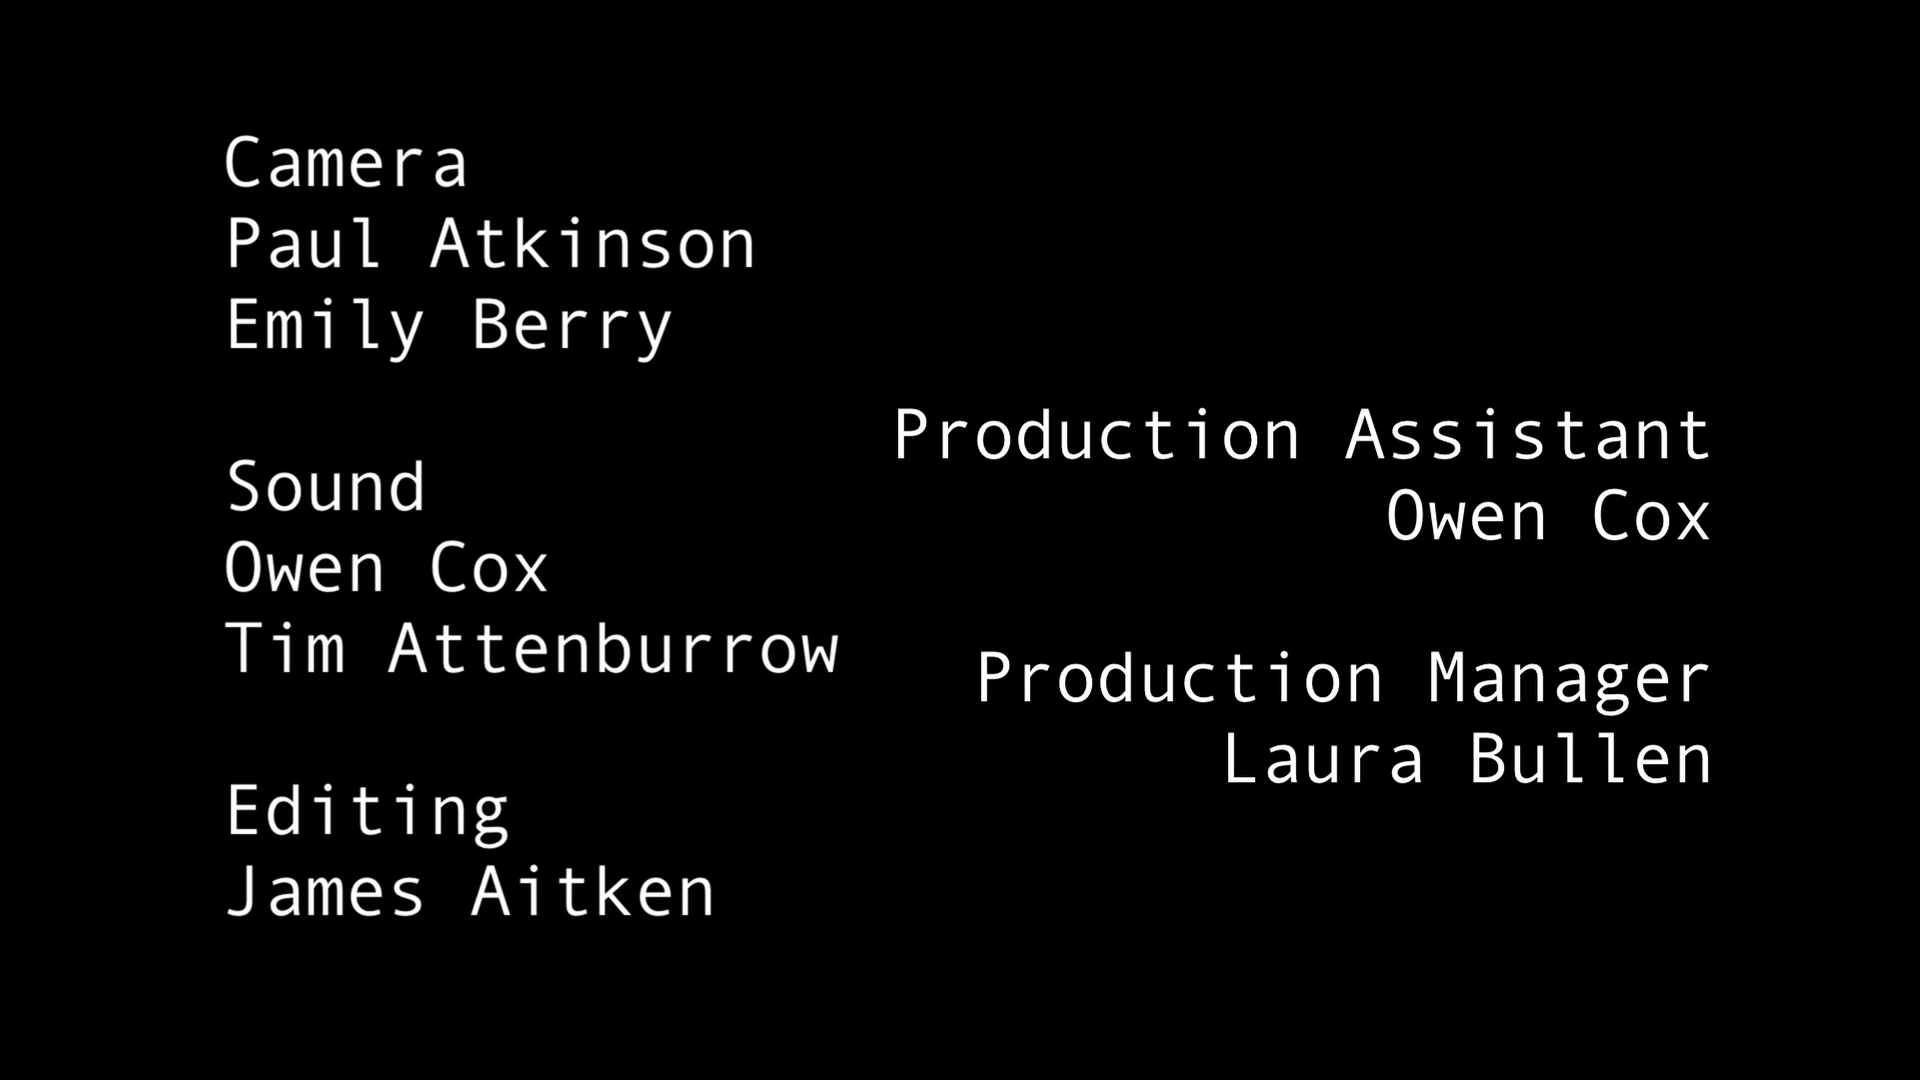 Camera
Paul Atkinson
Emily Berry
Sound
Owen Cox
Tim Attenburrow
Editing
James Aitken
Production Assistant
Owen Cox
Production Manager
Laura Bullen